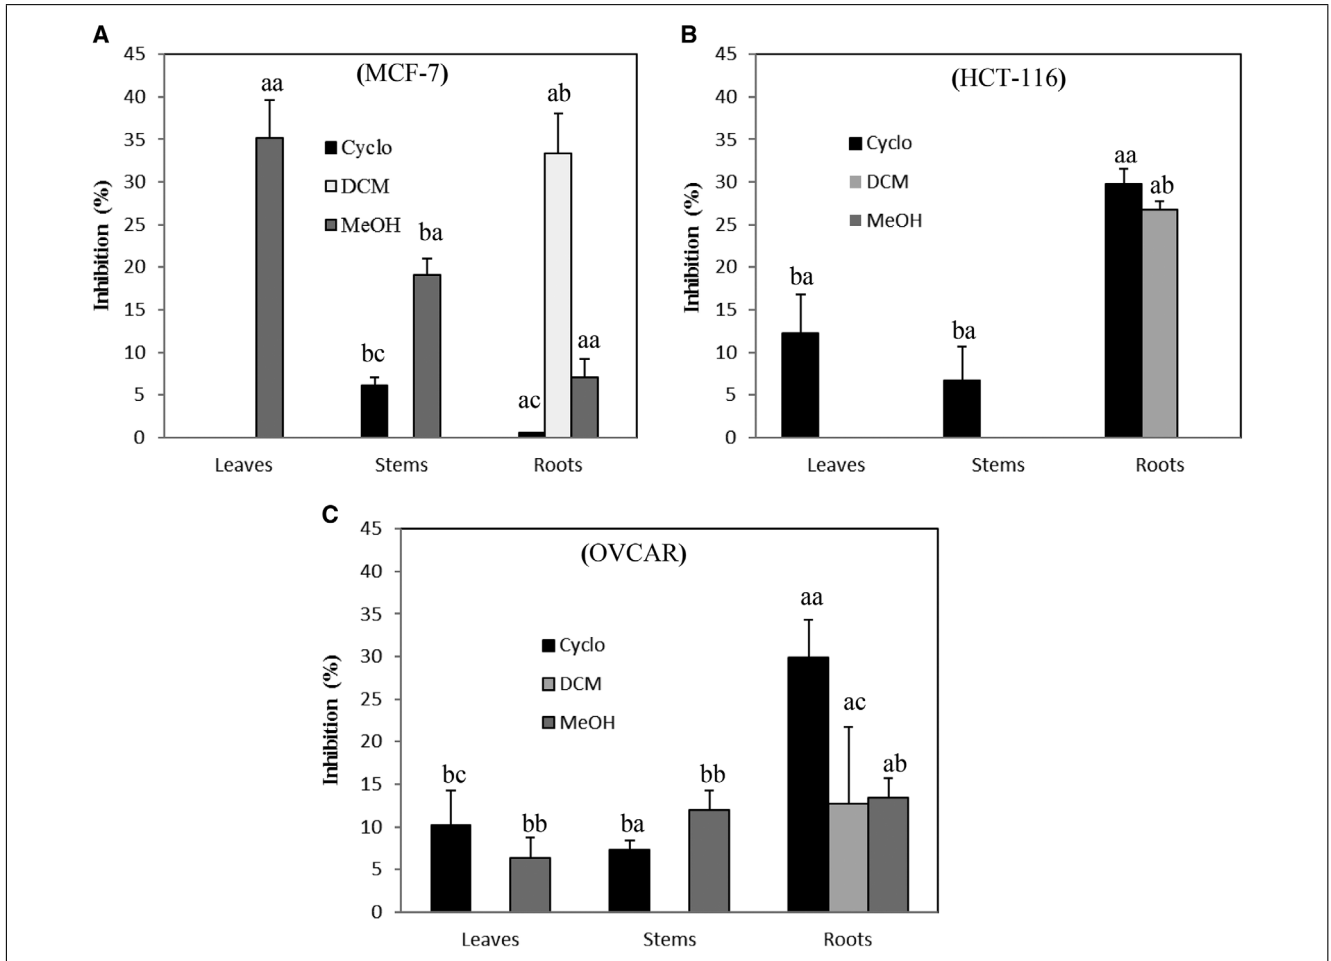 A
(MCF-7)
Inhibition (%)
45
40
35
30
25
20
15
10
5
0
Cyclo
DCM
MeOH
aa
bc
ba
ac
ab
aa
Leaves
Stems
Roots
B
(HCT-116)
Inhibition (%)
45
40
35
30
25
20
15
10
5
0
Cyclo
DCM
MeOH
ba
ba
aa
ab
Leaves
Stems
Roots
C
(OVCAR)
Inhibition (%)
45
40
35
30
25
20
15
10
5
0
Cyclo
DCM
MeOH
bc
bb
ba
bb
aa
ac
ab
Leaves
Stems
Roots